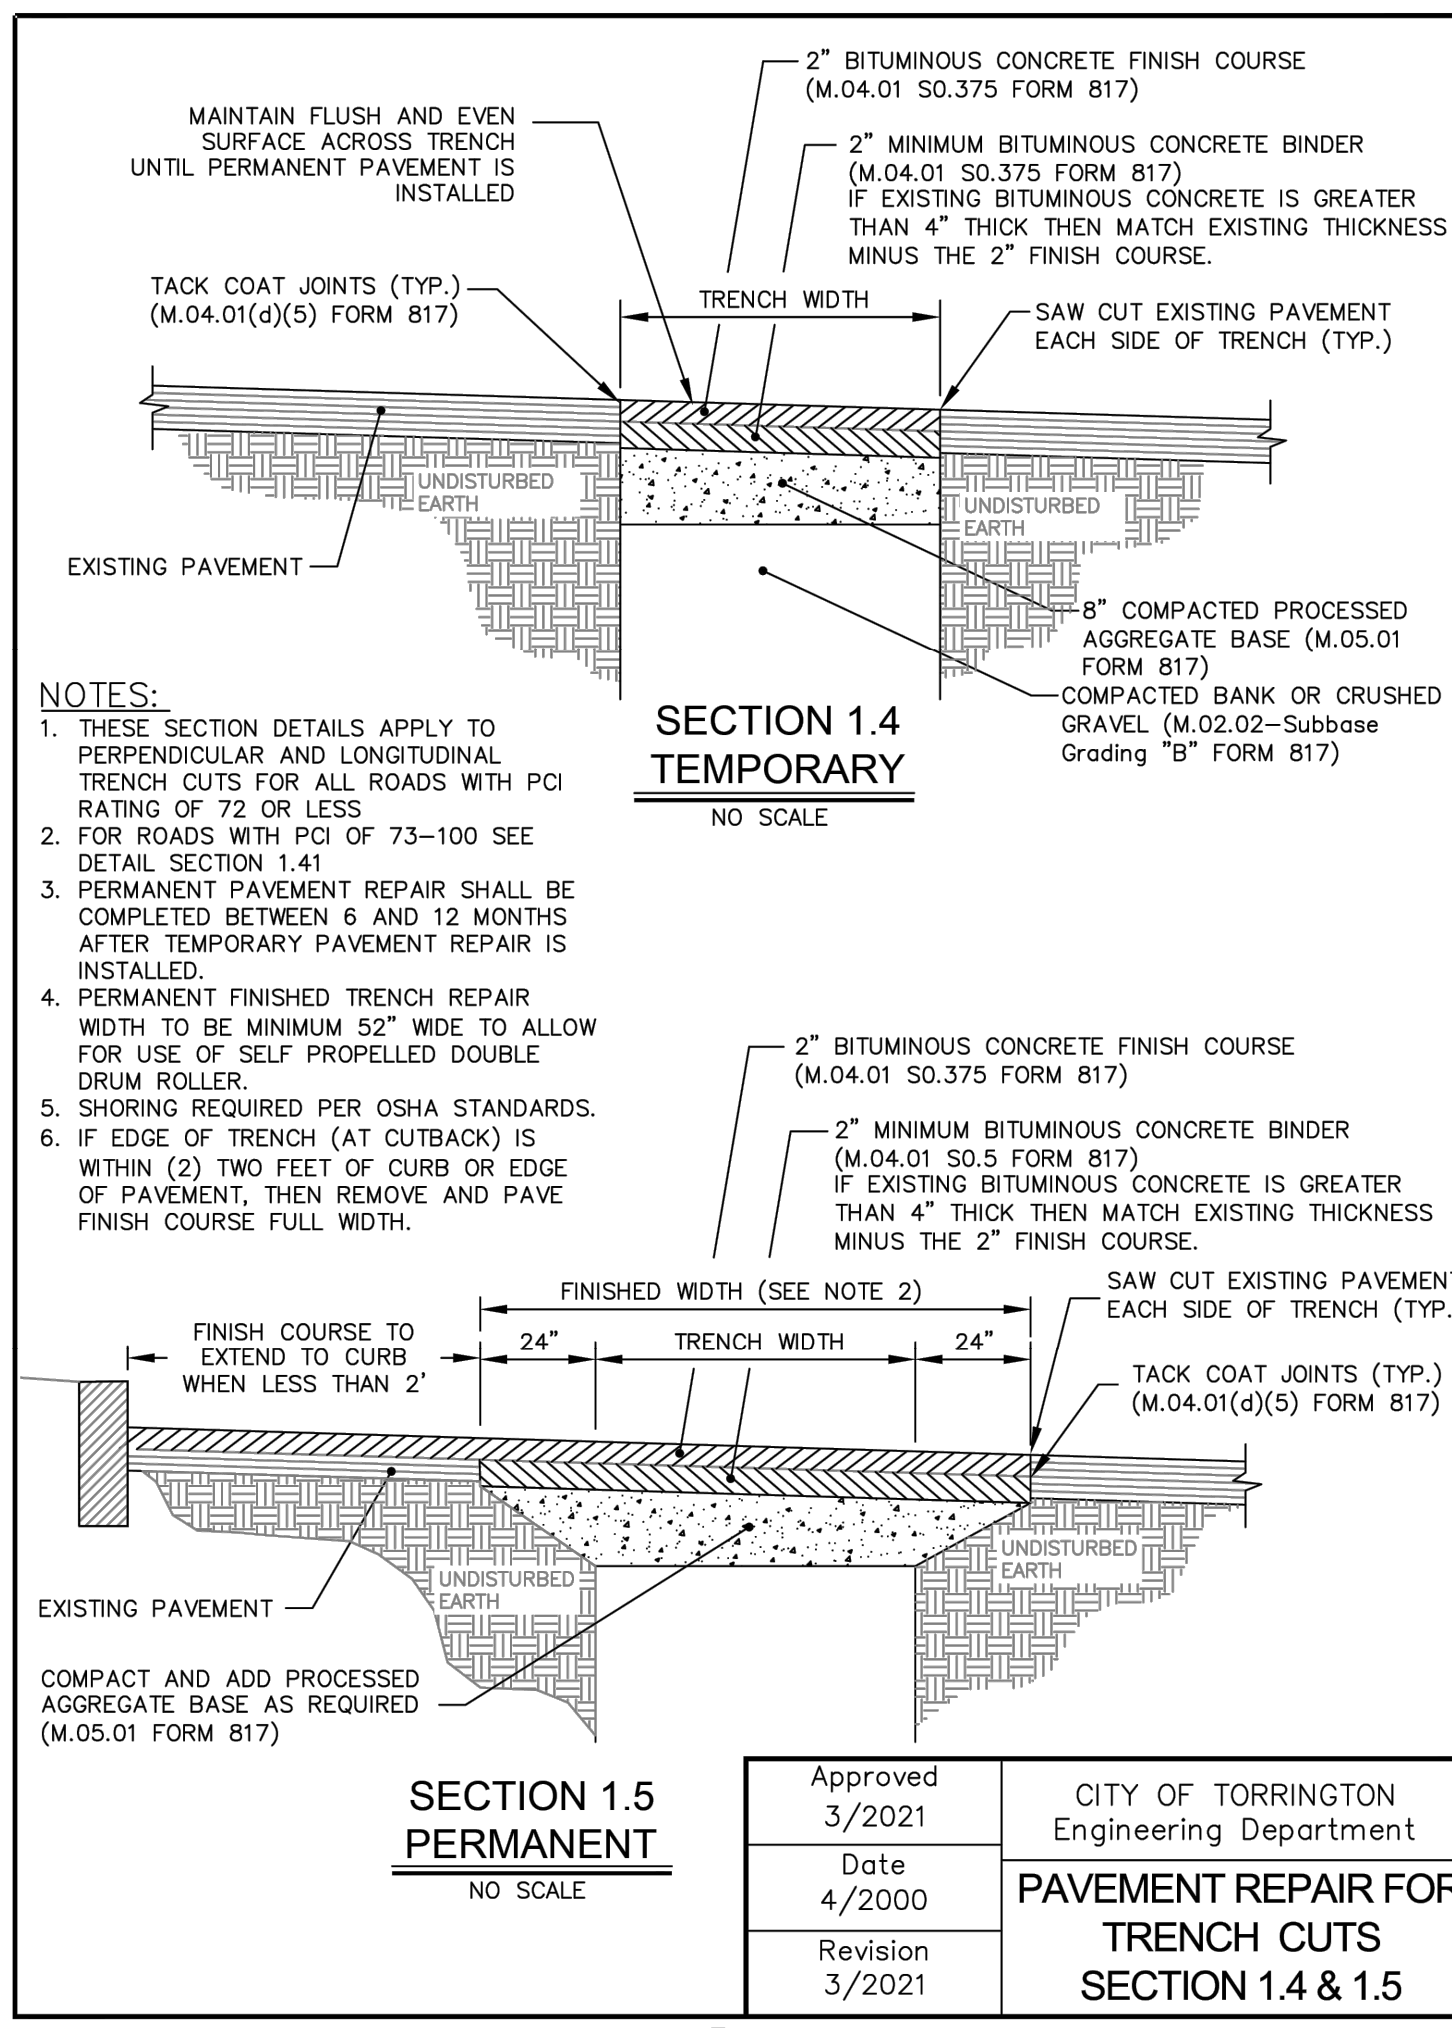 2” BITUMINOUS CONCRETE FINISH COURSE
(M.04.01 S0.375 FORM 817)
MAINTAIN FLUSH AND EVEN
SURFACE ACROSS TRENCH
UNTIL PERMANENT PAVEMENT IS
INSTALLED
2” MINIMUM BITUMINOUS CONCRETE BINDER
(M.04.01 S0.375 FORM 817)
IF EXISTING BITUMINOUS CONCRETE IS GREATER
THAN 4” THICK THEN MATCH EXISTING THICKNESS
MINUS THE 2” FINISH COURSE.
TACK COAT JOINTS (TYP.)
(M.04.01(d)(5) FORM 817)
TRENCH WIDTH
SAW CUT EXISTING PAVEMENT
EACH SIDE OF TRENCH (TYP.)
UNDISTURBED
EARTH
UNDISTURBED
EARTH
EXISTING PAVEMENT
8” COMPACTED PROCESSED
AGGREGATE BASE (M.05.01
FORM 817)
COMPACTED BANK OR CRUSHED
GRAVEL (M.02.02–Subbase
Grading "B" FORM 817)
SECTION 1.4
TEMPORARY
NO SCALE
NOTES:
1. THESE SECTION DETAILS APPLY TO
PERPENDICULAR AND LONGITUDINAL
TRENCH CUTS FOR ALL ROADS WITH PCI
RATING OF 72 OR LESS
2. FOR ROADS WITH PCI OF 73–100 SEE
DETAIL SECTION 1.41
3. PERMANENT PAVEMENT REPAIR SHALL BE
COMPLETED BETWEEN 6 AND 12 MONTHS
AFTER TEMPORARY PAVEMENT REPAIR IS
INSTALLED.
4. PERMANENT FINISHED TRENCH REPAIR
WIDTH TO BE MINIMUM 52” WIDE TO ALLOW
FOR USE OF SELF PROPELLED DOUBLE
DRUM ROLLER.
5. SHORING REQUIRED PER OSHA STANDARDS.
6. IF EDGE OF TRENCH (AT CUTBACK) IS
WITHIN (2) TWO FEET OF CURB OR EDGE
OF PAVEMENT, THEN REMOVE AND PAVE
FINISH COURSE FULL WIDTH.
2” BITUMINOUS CONCRETE FINISH COURSE
(M.04.01 S0.375 FORM 817)
2” MINIMUM BITUMINOUS CONCRETE BINDER
(M.04.01 S0.5 FORM 817)
IF EXISTING BITUMINOUS CONCRETE IS GREATER
THAN 4” THICK THEN MATCH EXISTING THICKNESS
MINUS THE 2” FINISH COURSE.
FINISHED WIDTH (SEE NOTE 2)
SAW CUT EXISTING PAVEMENT
EACH SIDE OF TRENCH (TYP.
FINISH COURSE TO
EXTEND TO CURB
WHEN LESS THAN 2'
24”
TRENCH WIDTH
24”
TACK COAT JOINTS (TYP.)
(M.04.01(d)(5) FORM 817)
UNDISTURBED
EARTH
UNDISTURBED
EARTH
EXISTING PAVEMENT
COMPACT AND ADD PROCESSED
AGGREGATE BASE AS REQUIRED
(M.05.01 FORM 817)
SECTION 1.5
PERMANENT
NO SCALE
Approved
3/2021
Date
4/2000
Revision
3/2021
CITY OF TORRINGTON
Engineering Department
PAVEMENT REPAIR FOR
TRENCH CUTS
SECTION 1.4 & 1.5